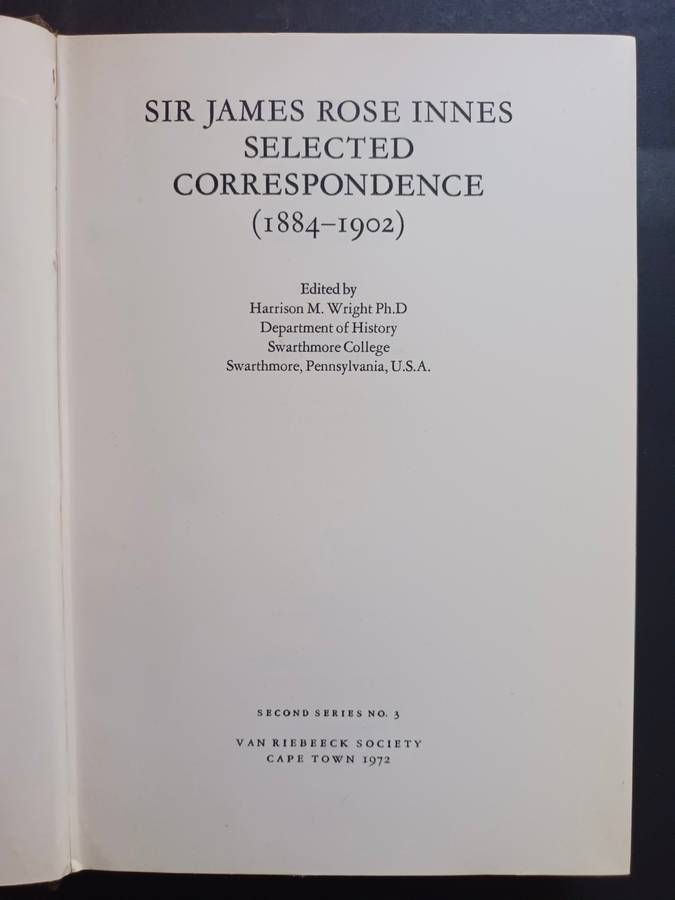 SIR JAMES ROSE INNES
SELECTED
CORRESPONDENCE
(1884–1902)
Edited by
Harrison M. Wright Ph.D
Department of History
Swarthmore College
Swarthmore, Pennsylvania, U.S.A.
SECOND SERIES NO. 3
VAN RIEBEECK SOCIETY
CAPE TOWN 1972